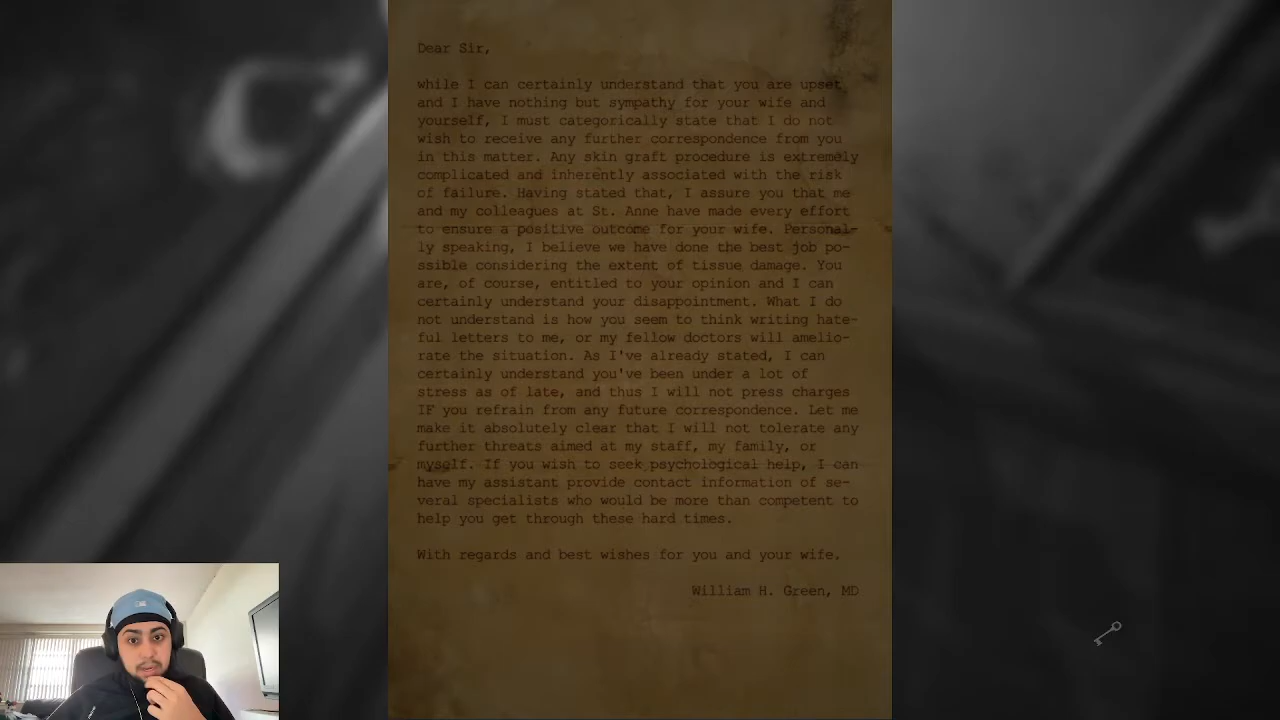 Dear Sir,
while I can certainly understand that you are upset
and I have nothing but sympathy for your wife and
yourself, I must categorically state that I do not
wish to receive any further correspondence from you
in this matter. Any skin graft procedure is extremely
complicated and inherently associated with the risk
of failure. Having stated that, I assure you that me
and my colleagues at St. Anne have made every effort
to ensure a positive outcome for your wife. Personal-
ly speaking, I believe we have done the best job po-
ssible considering the extent of tissue damage. You
are, of course, entitled to your opinion and I can
certainly understand your disappointment. What I do
not understand is how you seem to think writing hate-
ful letters to me, or my fellow doctors will amelio-
rate the situation. As I've already stated, I can
certainly understand you've been under a lot of
stress as of late, and thus I will not press charges
IF you refrain from any future correspondence. Let me
make it absolutely clear that I will not tolerate any
further threats aimed at my staff, my family, or
myself. If you wish to seek psychological help, I can
have my assistant provide contact information of se-
veral specialists who would be more than competent to
help you get through these hard times.
With regards and best wishes for you and your wife.
William H. Green, MD